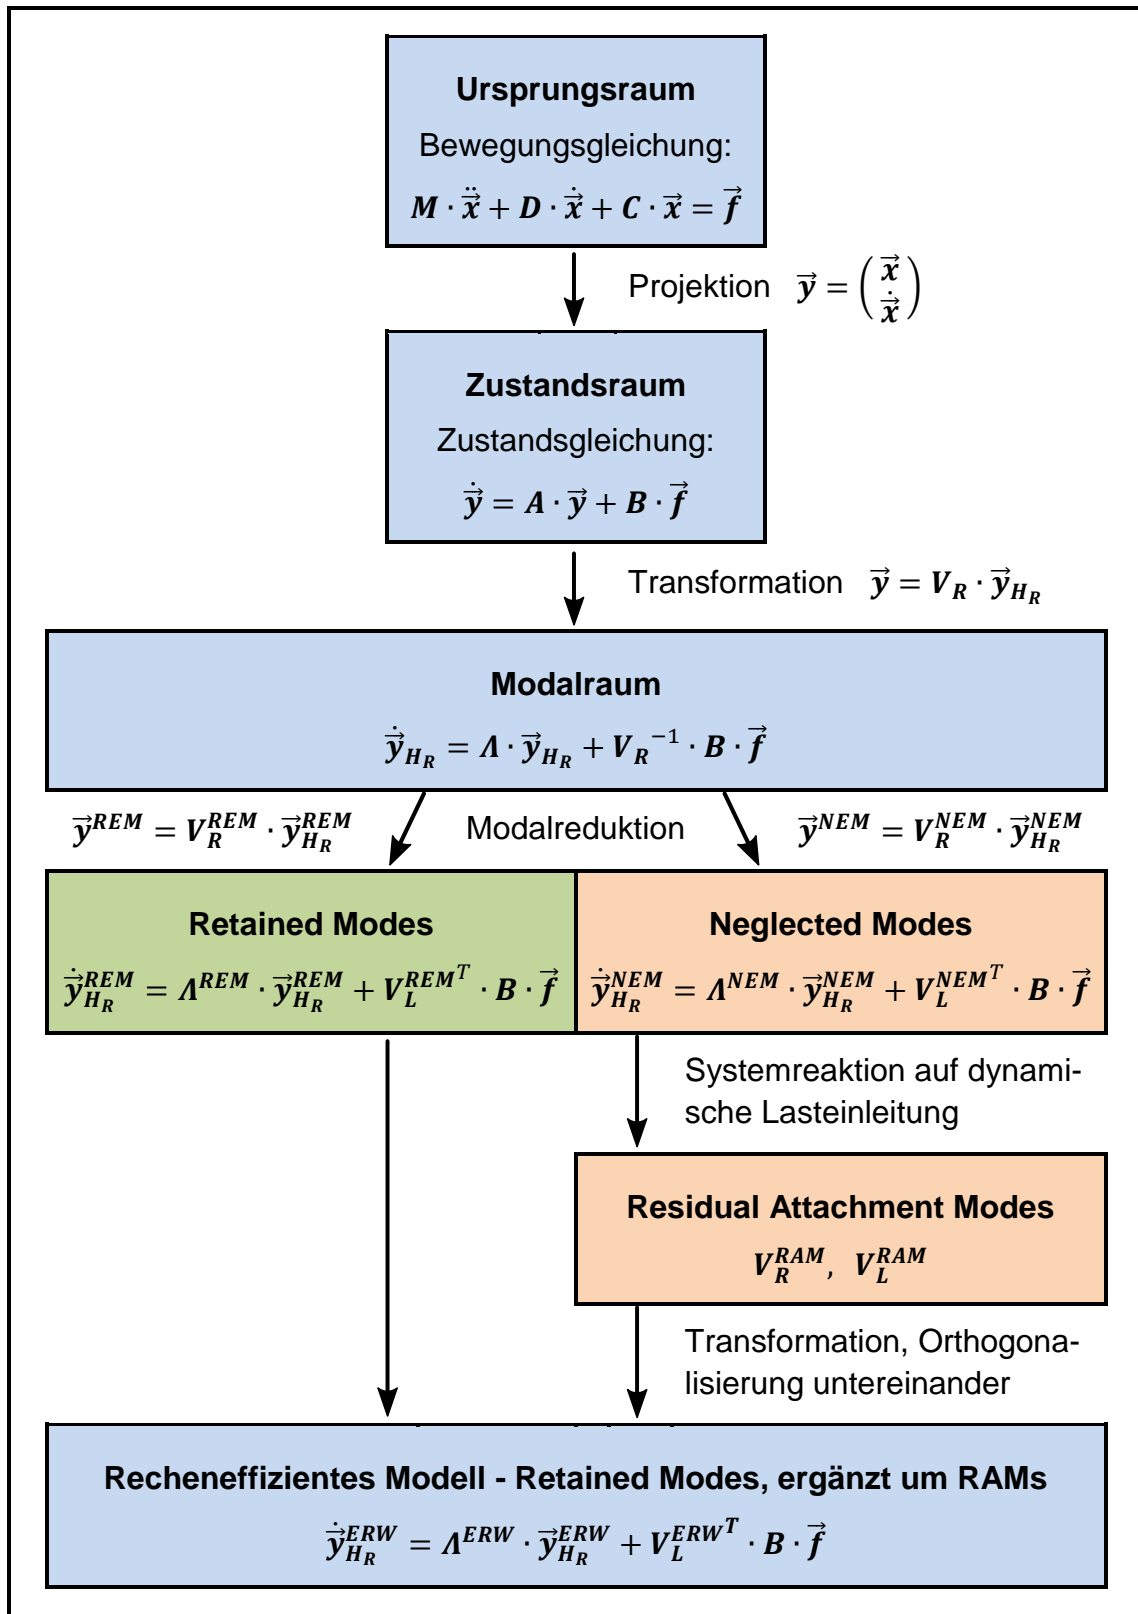 Ursprungsraum
Bewegungsgleichung:
M · ẍ⃗ + D · ẋ⃗ + C · x⃗ = f⃗
Projektion y⃗ = (x⃗ ẋ⃗)
Zustandsraum
Zustandsgleichung:
ẏ⃗ = A · y⃗ + B · f⃗
Transformation y⃗ = V_R · y⃗_{H_R}
Modalraum
ẏ⃗_{H_R} = Λ · y⃗_{H_R} + V_R^{-1} · B · f⃗
y⃗^{REM} = V_R^{REM} · y⃗_{H_R}^{REM}
Modalreduktion
y⃗^{NEM} = V_R^{NEM} · y⃗_{H_R}^{NEM}
Retained Modes
ẏ⃗_{H_R}^{REM} = Λ^{REM} · y⃗_{H_R}^{REM} + V_L^{REM^T} · B · f⃗
Neglected Modes
ẏ⃗_{H_R}^{NEM} = Λ^{NEM} · y⃗_{H_R}^{NEM} + V_L^{NEM^T} · B · f⃗
Systemreaktion auf dynami-
sche Lasteinleitung
Residual Attachment Modes
V_R^{RAM}, V_L^{RAM}
Transformation, Orthogona-
lisierung untereinander
Recheneffizientes Modell - Retained Modes, ergänzt um RAMs
ẏ⃗_{H_R}^{ERW} = Λ^{ERW} · y⃗_{H_R}^{ERW} + V_L^{ERW^T} · B · f⃗